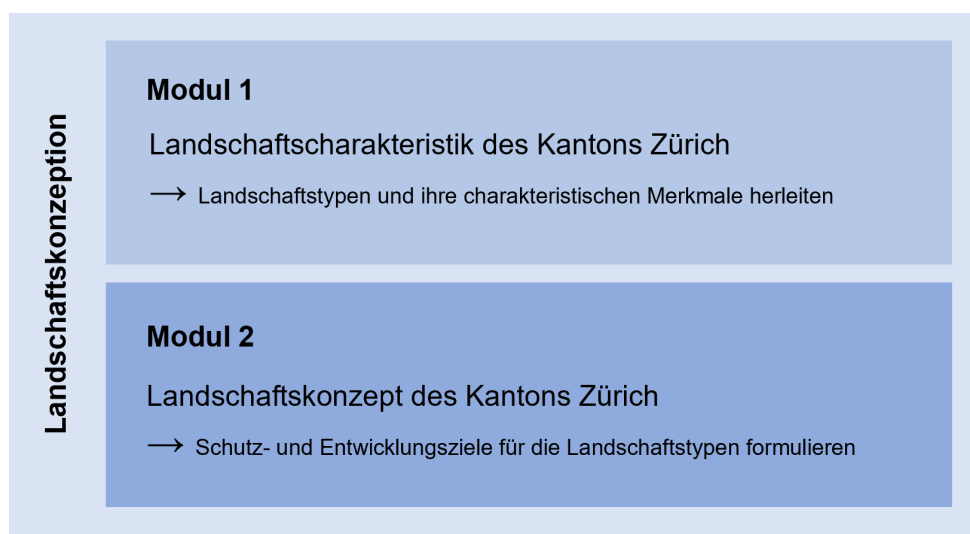 Landschaftskonzeption
Modul 1
Landschaftscharakteristik des Kantons Zürich
→ Landschaftstypen und ihre charakteristischen Merkmale herleiten
Modul 2
Landschaftskonzept des Kantons Zürich
→ Schutz- und Entwicklungsziele für die Landschaftstypen formulieren